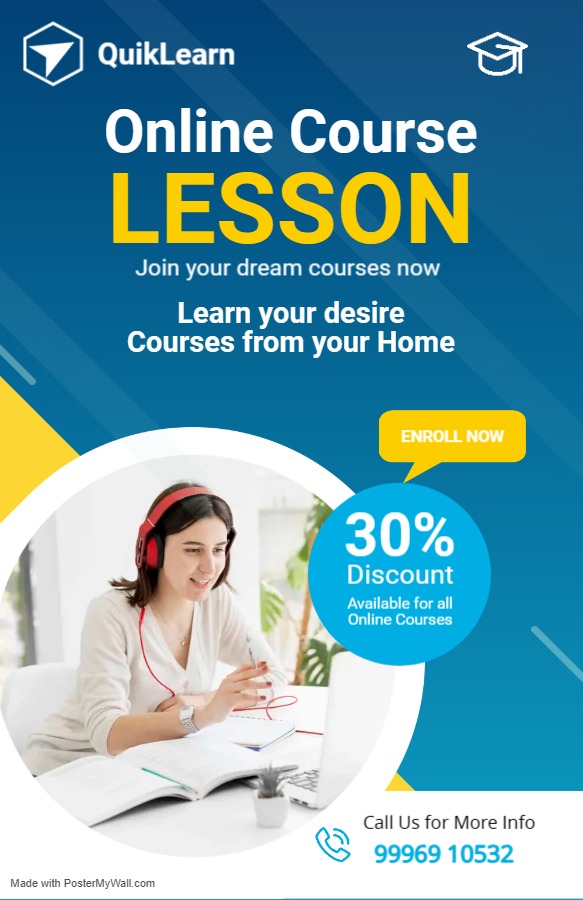 QuikLearn
Online Course
LESSON
Join your dream courses now
Learn your desire
Courses from your Home
ENROLL NOW
30%
Discount
Available for all
Online Courses
Call Us for More Info
99969 10532
Made with PosterMyWall.com